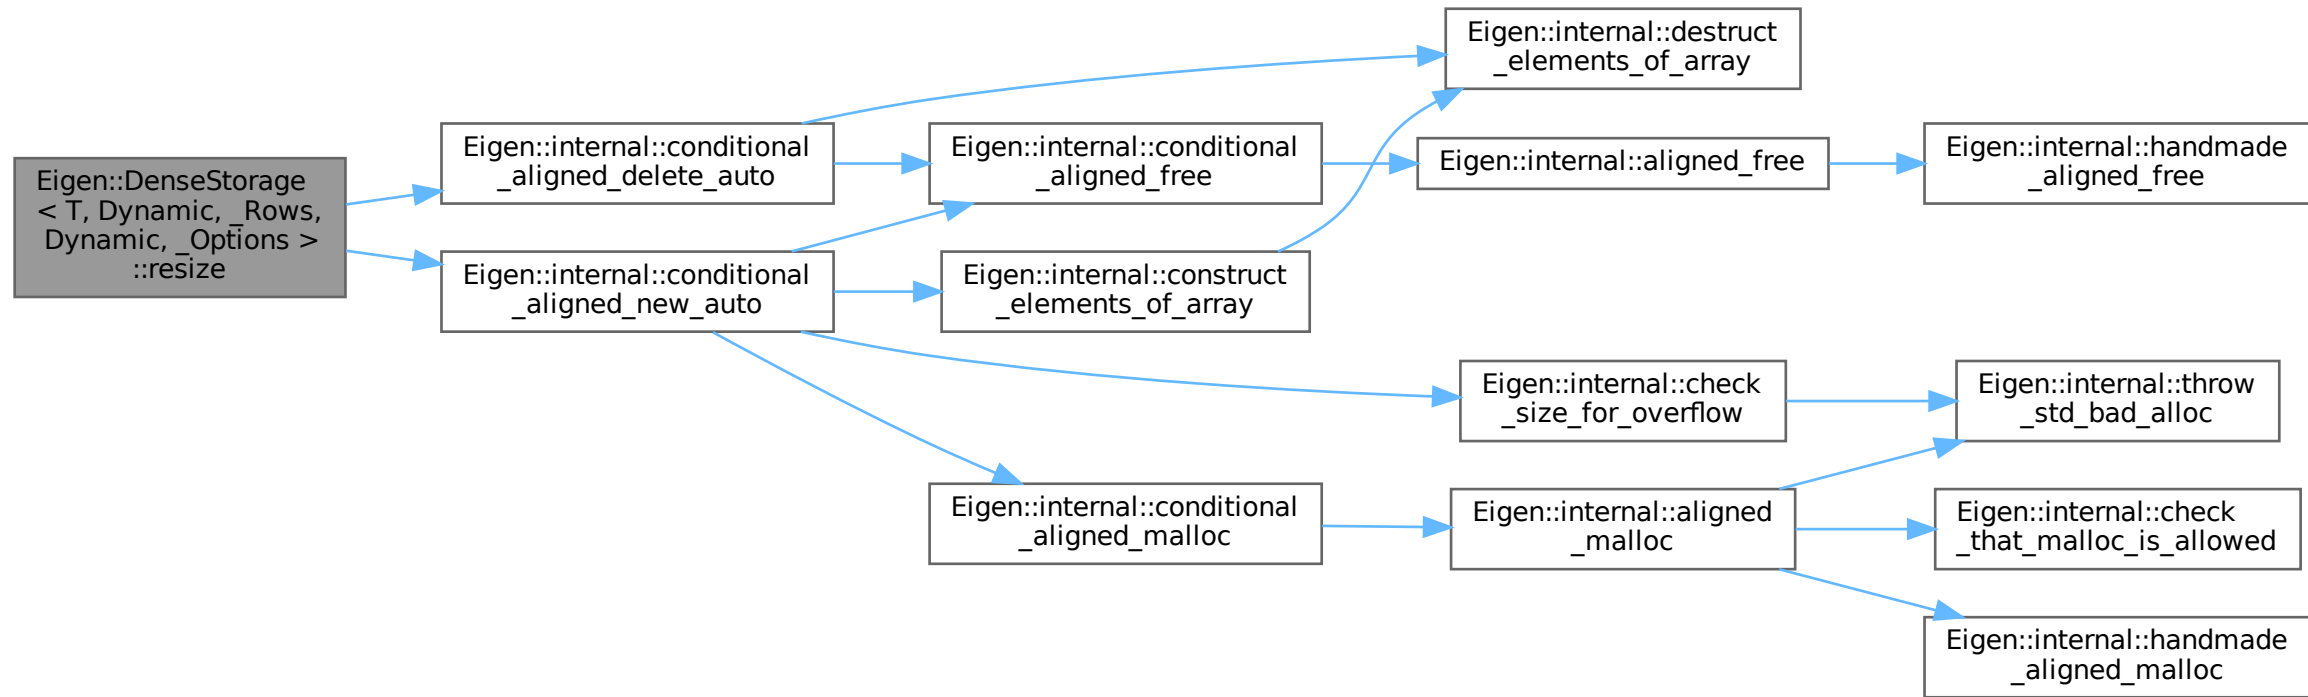 Eigen::DenseStorage
< T, Dynamic, _Rows,
Dynamic, _Options >
::resize
Eigen::internal::conditional
_aligned_delete_auto
Eigen::internal::conditional
_aligned_new_auto
Eigen::internal::conditional
_aligned_free
Eigen::internal::construct
_elements_of_array
Eigen::internal::conditional
_aligned_malloc
Eigen::internal::destruct
_elements_of_array
Eigen::internal::aligned_free
Eigen::internal::check
_size_for_overflow
Eigen::internal::aligned
_malloc
Eigen::internal::handmade
_aligned_free
Eigen::internal::throw
_std_bad_alloc
Eigen::internal::check
_that_malloc_is_allowed
Eigen::internal::handmade
_aligned_malloc